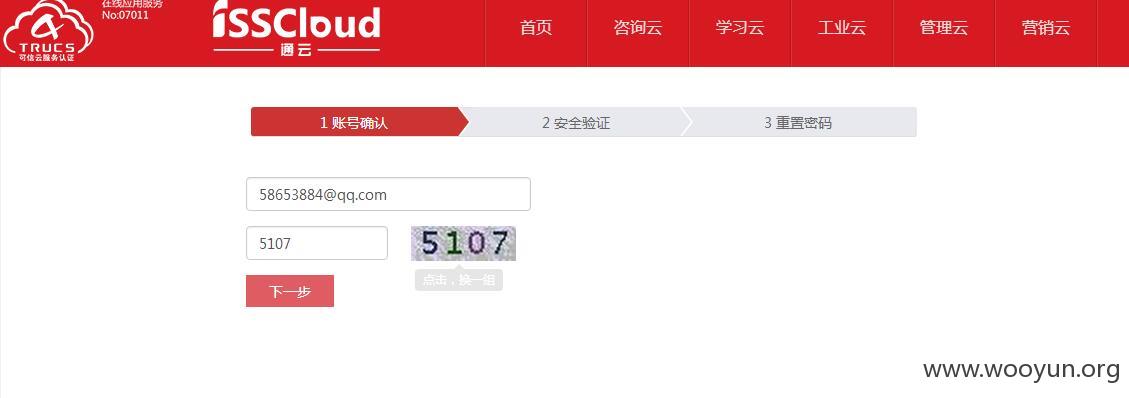 在线应用服务
No:07011
TRUCS
可信云服务认证
iSSCloud
通云
首页
咨询云
学习云
工业云
管理云
营销云
1 账号确认
2 安全验证
3 重置密码
58653884@qq.com
5107
5107
点击，换一组
下一步
www.wooyun.org